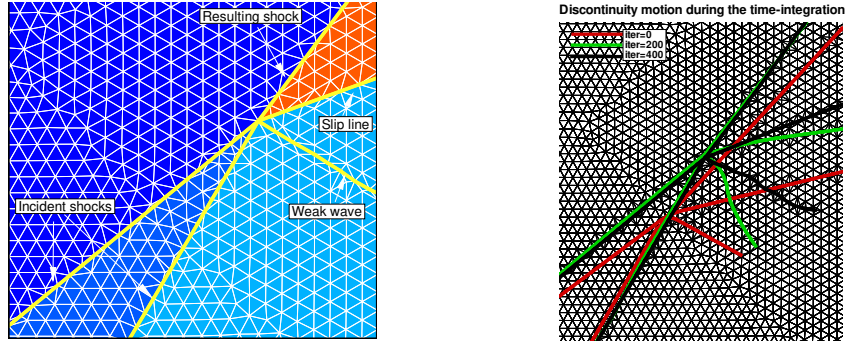 Resulting shock
Slip line
Incident shocks
Weak wave
Discontinuity motion during the time-integration
iter=0
iter=200
iter=400